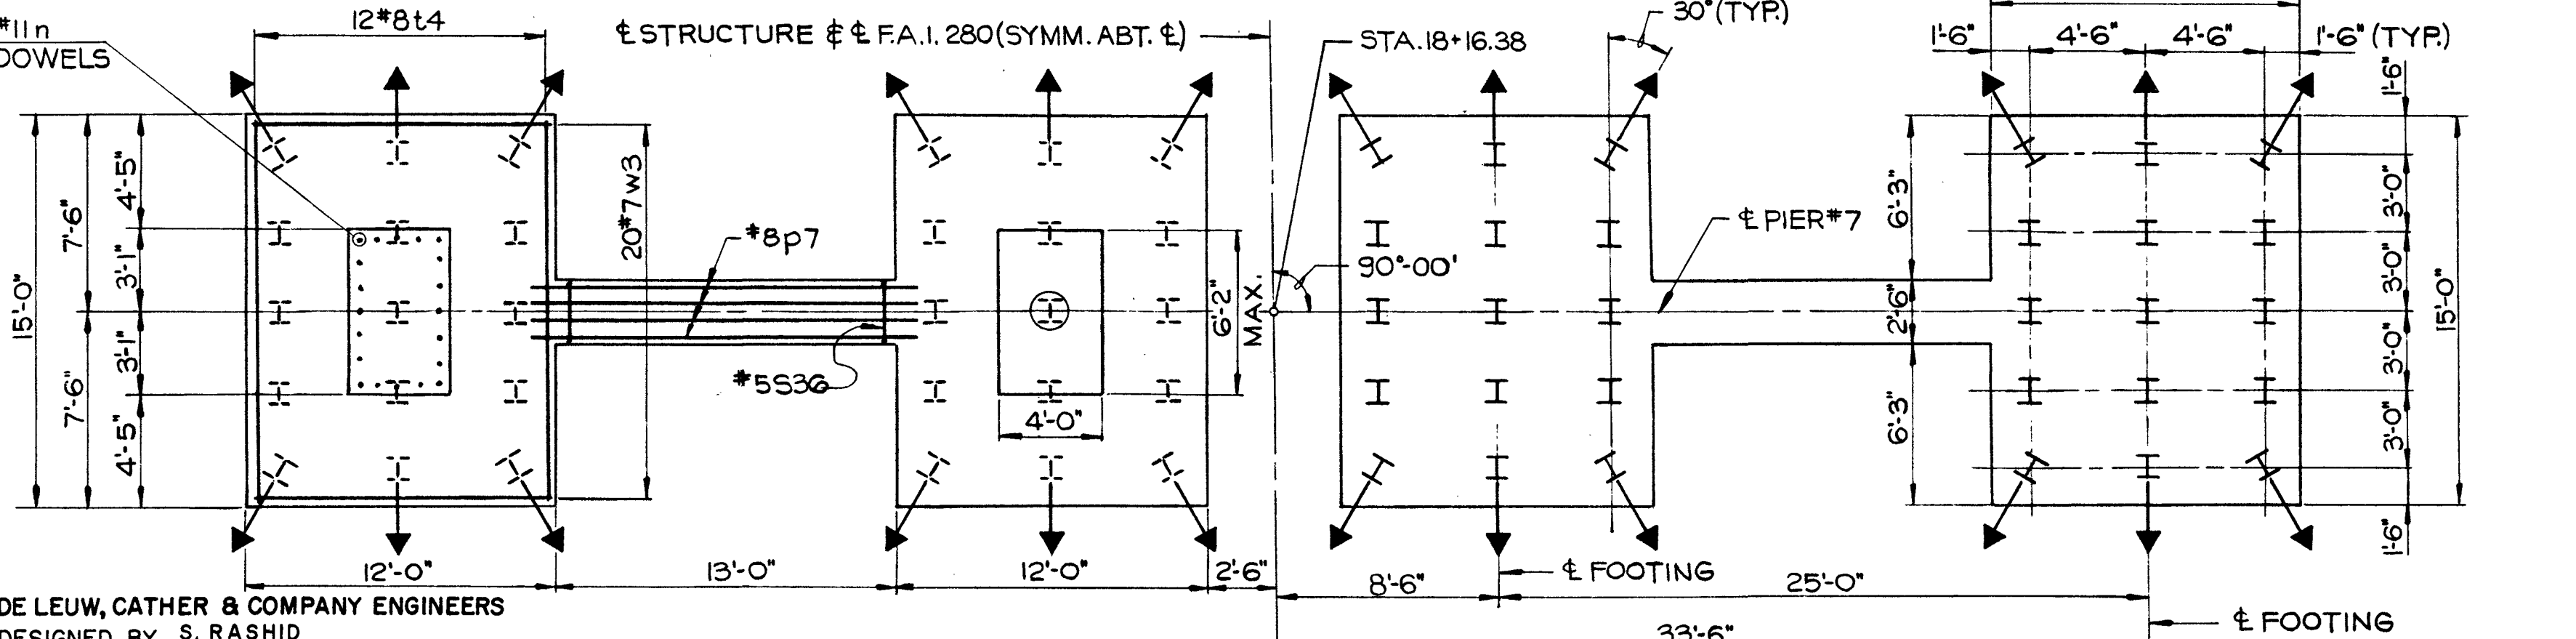 12#8t4
#11n
DOWELS
℄ STRUCTURE & ℄ F.A.I. 280 (SYMM. ABT. ℄)
STA. 18+16.38
30° (TYP.)
1'-6" 4'-6" 4'-6" 1'-6" (TYP.)
1'-6"
3'-0"
3'-0"
3'-0"
3'-0"
1'-6"
15'-0"
15'-0"
7'-6"
7'-6"
4'-5"
3'-1"
3'-1"
4'-5"
20#7w3
#8p7
#5S36
6'-2"
MAX.
4'-0"
90°-00'
℄ PIER #7
6'-3"
2'-6"
6'-3"
12'-0" 13'-0" 12'-0" 2'-6"
8'-6" ℄ FOOTING 25'-0"
33'-6" ℄ FOOTING
DE LEUW, CATHER & COMPANY ENGINEERS
DESIGNED BY S. RASHID